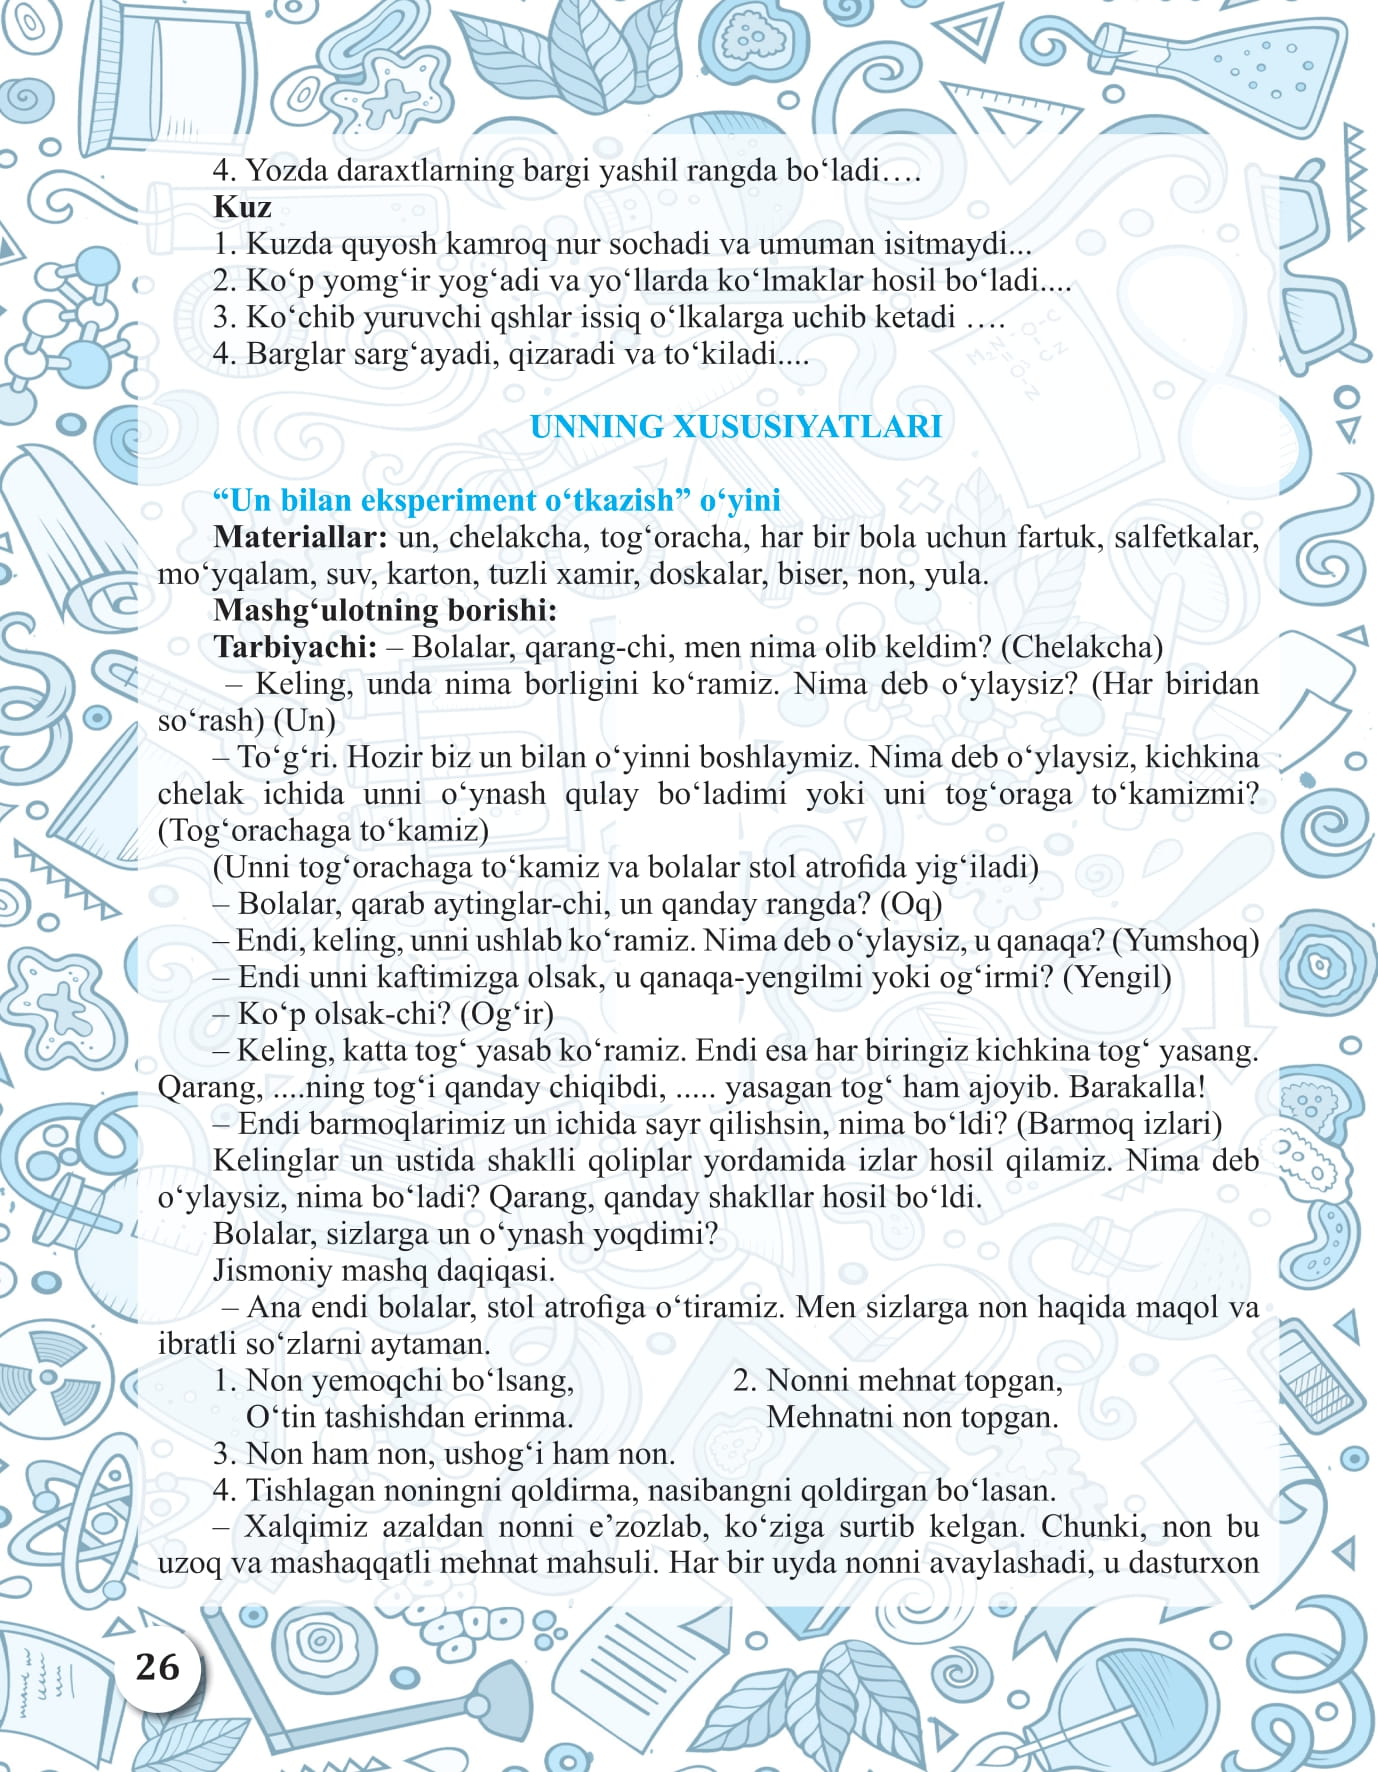 4. Yozda daraxtlarning bargi yashil rangda bo‘ladi….
Kuz
1. Kuzda quyosh kamroq nur sochadi va umuman isitmaydi...
2. Ko‘p yomg‘ir yog‘adi va yo‘llarda ko‘lmaklar hosil bo‘ladi....
3. Ko‘chib yuruvchi qshlar issiq o‘lkalarga uchib ketadi ….
4. Barglar sarg‘ayadi, qizaradi va to‘kiladi....
UNNING XUSUSIYATLARI
“Un bilan eksperiment o‘tkazish” o‘yini
Materiallar: un, chelakcha, tog‘oracha, har bir bola uchun fartuk, salfetkalar,
mo‘yqalam, suv, karton, tuzli xamir, doskalar, biser, non, yula.
Mashg‘ulotning borishi:
Tarbiyachi: – Bolalar, qarang-chi, men nima olib keldim? (Chelakcha)
– Keling, unda nima borligini ko‘ramiz. Nima deb o‘ylaysiz? (Har biridan
so‘rash) (Un)
– To‘g‘ri. Hozir biz un bilan o‘yinni boshlaymiz. Nima deb o‘ylaysiz, kichkina
chelak ichida unni o‘ynash qulay bo‘ladimi yoki uni tog‘oraga to‘kamizmi?
(Tog‘orachaga to‘kamiz)
(Unni tog‘orachaga to‘kamiz va bolalar stol atrofida yig‘iladi)
– Bolalar, qarab aytinglar-chi, un qanday rangda? (Oq)
– Endi, keling, unni ushlab ko‘ramiz. Nima deb o‘ylaysiz, u qanaqa? (Yumshoq)
– Endi unni kaftimizga olsak, u qanaqa-yengilmi yoki og‘irmi? (Yengil)
– Ko‘p olsak-chi? (Og‘ir)
– Keling, katta tog‘ yasab ko‘ramiz. Endi esa har biringiz kichkina tog‘ yasang.
Qarang, ....ning tog‘i qanday chiqibdi, ..... yasagan tog‘ ham ajoyib. Barakalla!
– Endi barmoqlarimiz un ichida sayr qilishsin, nima bo‘ldi? (Barmoq izlari)
Kelinglar un ustida shaklli qoliplar yordamida izlar hosil qilamiz. Nima deb
o‘ylaysiz, nima bo‘ladi? Qarang, qanday shakllar hosil bo‘ldi.
Bolalar, sizlarga un o‘ynash yoqdimi?
Jismoniy mashq daqiqasi.
– Ana endi bolalar, stol atrofiga o‘tiramiz. Men sizlarga non haqida maqol va
ibratli so‘zlarni aytaman.
1. Non yemoqchi bo‘lsang, 2. Nonni mehnat topgan,
O‘tin tashishdan erinma. Mehnatni non topgan.
3. Non ham non, ushog‘i ham non.
4. Tishlagan noningni qoldirma, nasibangni qoldirgan bo‘lasan.
– Xalqimiz azaldan nonni e’zozlab, ko‘ziga surtib kelgan. Chunki, non bu
uzoq va mashaqqatli mehnat mahsuli. Har bir uyda nonni avaylashadi, u dasturxon
26